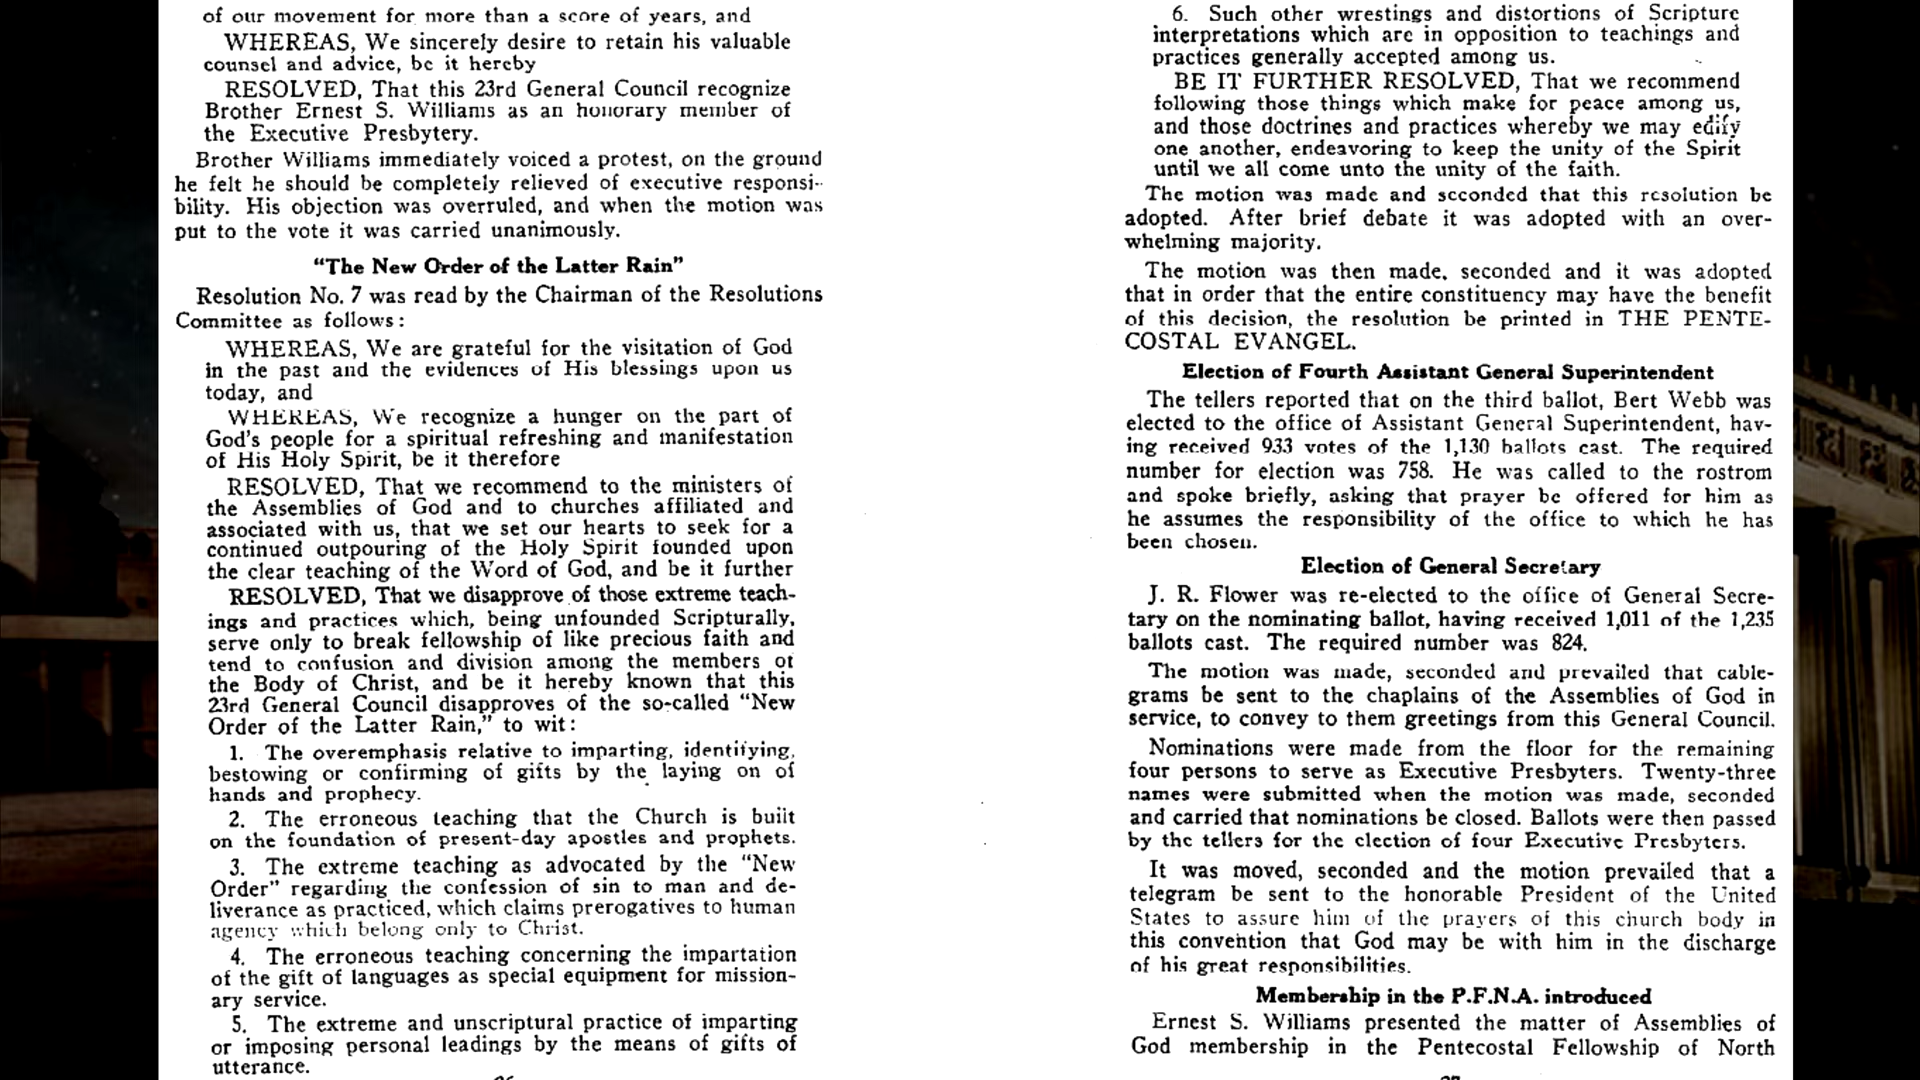 of our movement for more than a score of years, and
WHEREAS, We sincerely desire to retain his valuable
counsel and advice, be it hereby
RESOLVED, That this 23rd General Council recognize
Brother Ernest S. Williams as an honorary member of
the Executive Presbytery.
Brother Williams immediately voiced a protest, on the ground
he felt he should be completely relieved of executive responsi-
bility. His objection was overruled, and when the motion was
put to the vote it was carried unanimously.
"The New Order of the Latter Rain"
Resolution No. 7 was read by the Chairman of the Resolutions
Committee as follows:
WHEREAS, We are grateful for the visitation of God
in the past and the evidences of His blessings upon us
today, and
WHEREAS, We recognize a hunger on the part of
God's people for a spiritual refreshing and manifestation
of His Holy Spirit, be it therefore
RESOLVED, That we recommend to the ministers of
the Assemblies of God and to churches affiliated and
associated with us, that we set our hearts to seek for a
continued outpouring of the Holy Spirit founded upon
the clear teaching of the Word of God, and be it further
RESOLVED, That we disapprove of those extreme teach-
ings and practices which, being unfounded Scripturally,
serve only to break fellowship of like precious faith and
tend to confusion and division among the members of
the Body of Christ, and be it hereby known that this
23rd General Council disapproves of the so-called "New
Order of the Latter Rain," to wit:
1. The overemphasis relative to imparting, identifying,
bestowing or confirming of gifts by the laying on of
hands and prophecy.
2. The erroneous teaching that the Church is built
on the foundation of present-day apostles and prophets.
3. The extreme teaching as advocated by the "New
Order" regarding the confession of sin to man and de-
liverance as practiced, which claims prerogatives to human
agency which belong only to Christ.
4. The erroneous teaching concerning the impartation
of the gift of languages as special equipment for mission-
ary service.
5. The extreme and unscriptural practice of imparting
or imposing personal leadings by the means of gifts of
utterance.
6. Such other wrestings and distortions of Scripture
interpretations which are in opposition to teachings and
practices generally accepted among us.
BE IT FURTHER RESOLVED, That we recommend
following those things which make for peace among us,
and those doctrines and practices whereby we may edify
one another, endeavoring to keep the unity of the Spirit
until we all come unto the unity of the faith.
The motion was made and seconded that this resolution be
adopted. After brief debate it was adopted with an over-
whelming majority.
The motion was then made, seconded and it was adopted
that in order that the entire constituency may have the benefit
of this decision, the resolution be printed in THE PENTE-
COSTAL EVANGEL.
Election of Fourth Assistant General Superintendent
The tellers reported that on the third ballot, Bert Webb was
elected to the office of Assistant General Superintendent, hav-
ing received 933 votes of the 1,130 ballots cast. The required
number for election was 758. He was called to the rostrom
and spoke briefly, asking that prayer be offered for him as
he assumes the responsibility of the office to which he has
been chosen.
Election of General Secretary
J. R. Flower was re-elected to the office of General Secre-
tary on the nominating ballot, having received 1,011 of the 1,235
ballots cast. The required number was 824.
The motion was made, seconded and prevailed that cable-
grams be sent to the chaplains of the Assemblies of God in
service, to convey to them greetings from this General Council.
Nominations were made from the floor for the remaining
four persons to serve as Executive Presbyters. Twenty-three
names were submitted when the motion was made, seconded
and carried that nominations be closed. Ballots were then passed
by the tellers for the election of four Executive Presbyters.
It was moved, seconded and the motion prevailed that a
telegram be sent to the honorable President of the United
States to assure him of the prayers of this church body in
this convention that God may be with him in the discharge
of his great responsibilities.
Membership in the P.F.N.A. introduced
Ernest S. Williams presented the matter of Assemblies of
God membership in the Pentecostal Fellowship of North